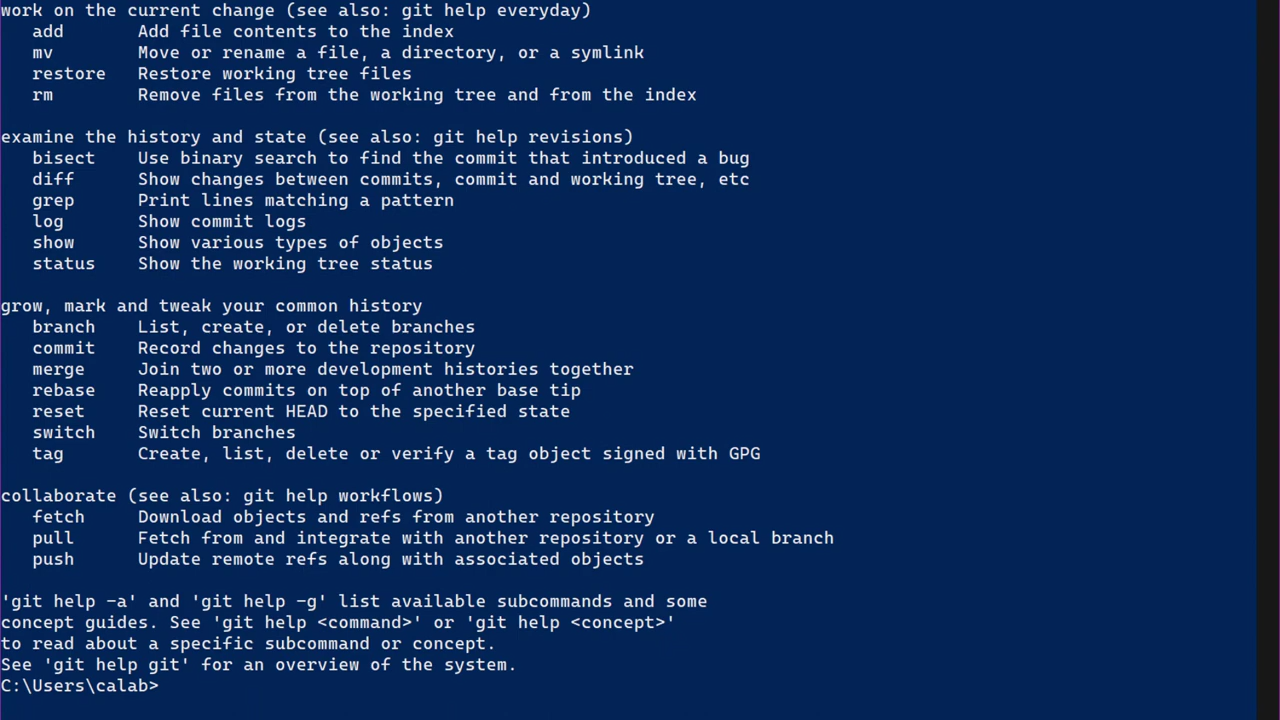 work on the current change (see also: git help everyday)
add Add file contents to the index
mv Move or rename a file, a directory, or a symlink
restore Restore working tree files
rm Remove files from the working tree and from the index
examine the history and state (see also: git help revisions)
bisect Use binary search to find the commit that introduced a bug
diff Show changes between commits, commit and working tree, etc
grep Print lines matching a pattern
log Show commit logs
show Show various types of objects
status Show the working tree status
grow, mark and tweak your common history
branch List, create, or delete branches
commit Record changes to the repository
merge Join two or more development histories together
rebase Reapply commits on top of another base tip
reset Reset current HEAD to the specified state
switch Switch branches
tag Create, list, delete or verify a tag object signed with GPG
collaborate (see also: git help workflows)
fetch Download objects and refs from another repository
pull Fetch from and integrate with another repository or a local branch
push Update remote refs along with associated objects
'git help -a' and 'git help -g' list available subcommands and some
concept guides. See 'git help <command>' or 'git help <concept>'
to read about a specific subcommand or concept.
See 'git help git' for an overview of the system.
C:\Users\calab>